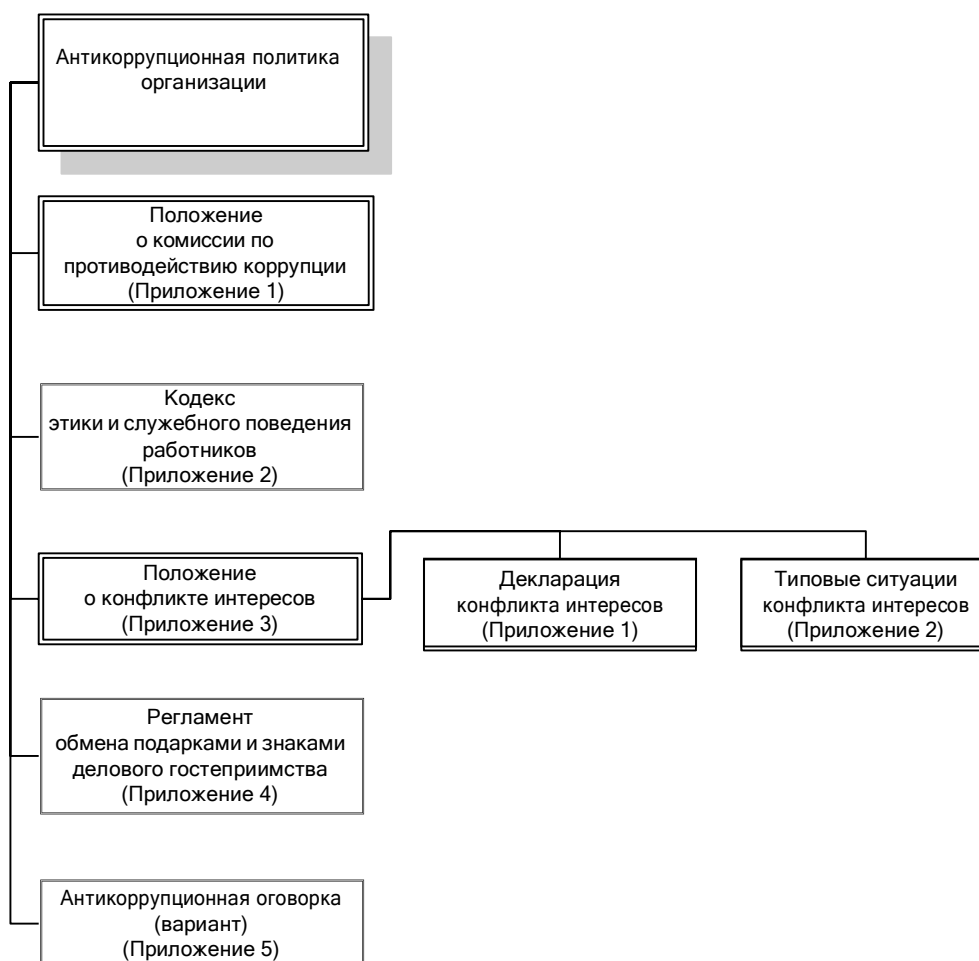 Антикоррупционная политика
организации
Положение
о комиссии по
противодействию коррупции
(Приложение 1)
Кодекс
этики и служебного поведения
работников
(Приложение 2)
Положение
о конфликте интересов
(Приложение 3)
Декларация
конфликта интересов
(Приложение 1)
Типовые ситуации
конфликта интересов
(Приложение 2)
Регламент
обмена подарками и знаками
делового гостеприимства
(Приложение 4)
Антикоррупционная оговорка
(вариант)
(Приложение 5)